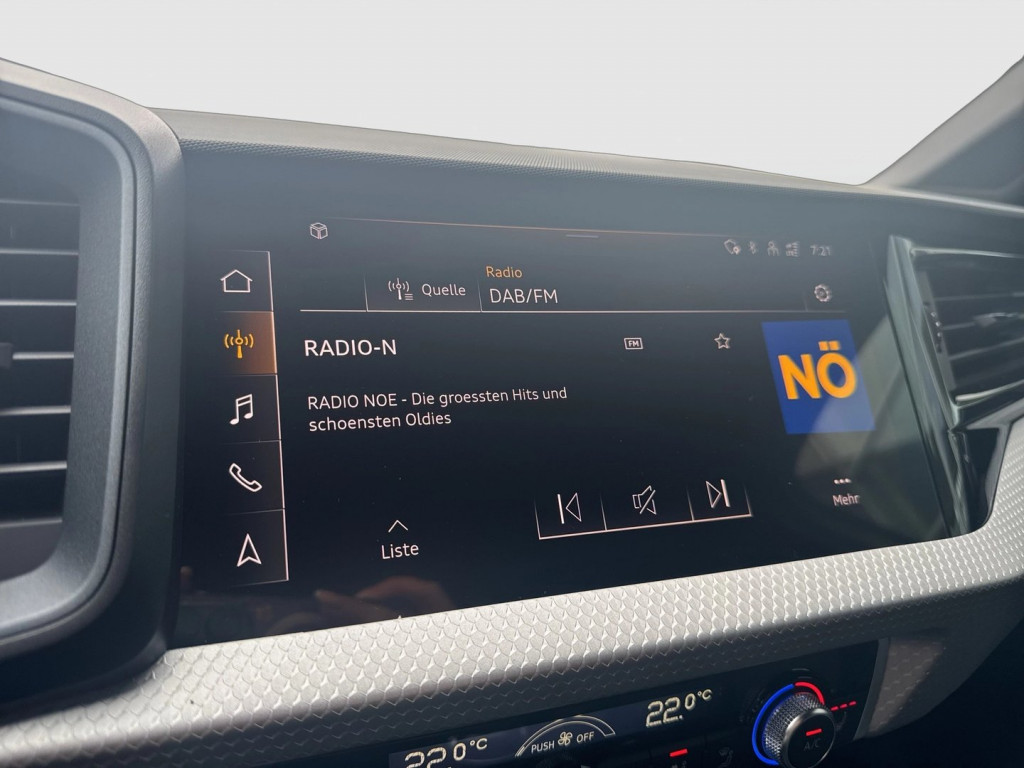 7:21
Radio
Quelle
DAB/FM
RADIO-N
FM
NÖ
RADIO NOE - Die groessten Hits und
schoensten Oldies
Mehr
Liste
22.0°C
PUSH OFF
22.0°C
A/C